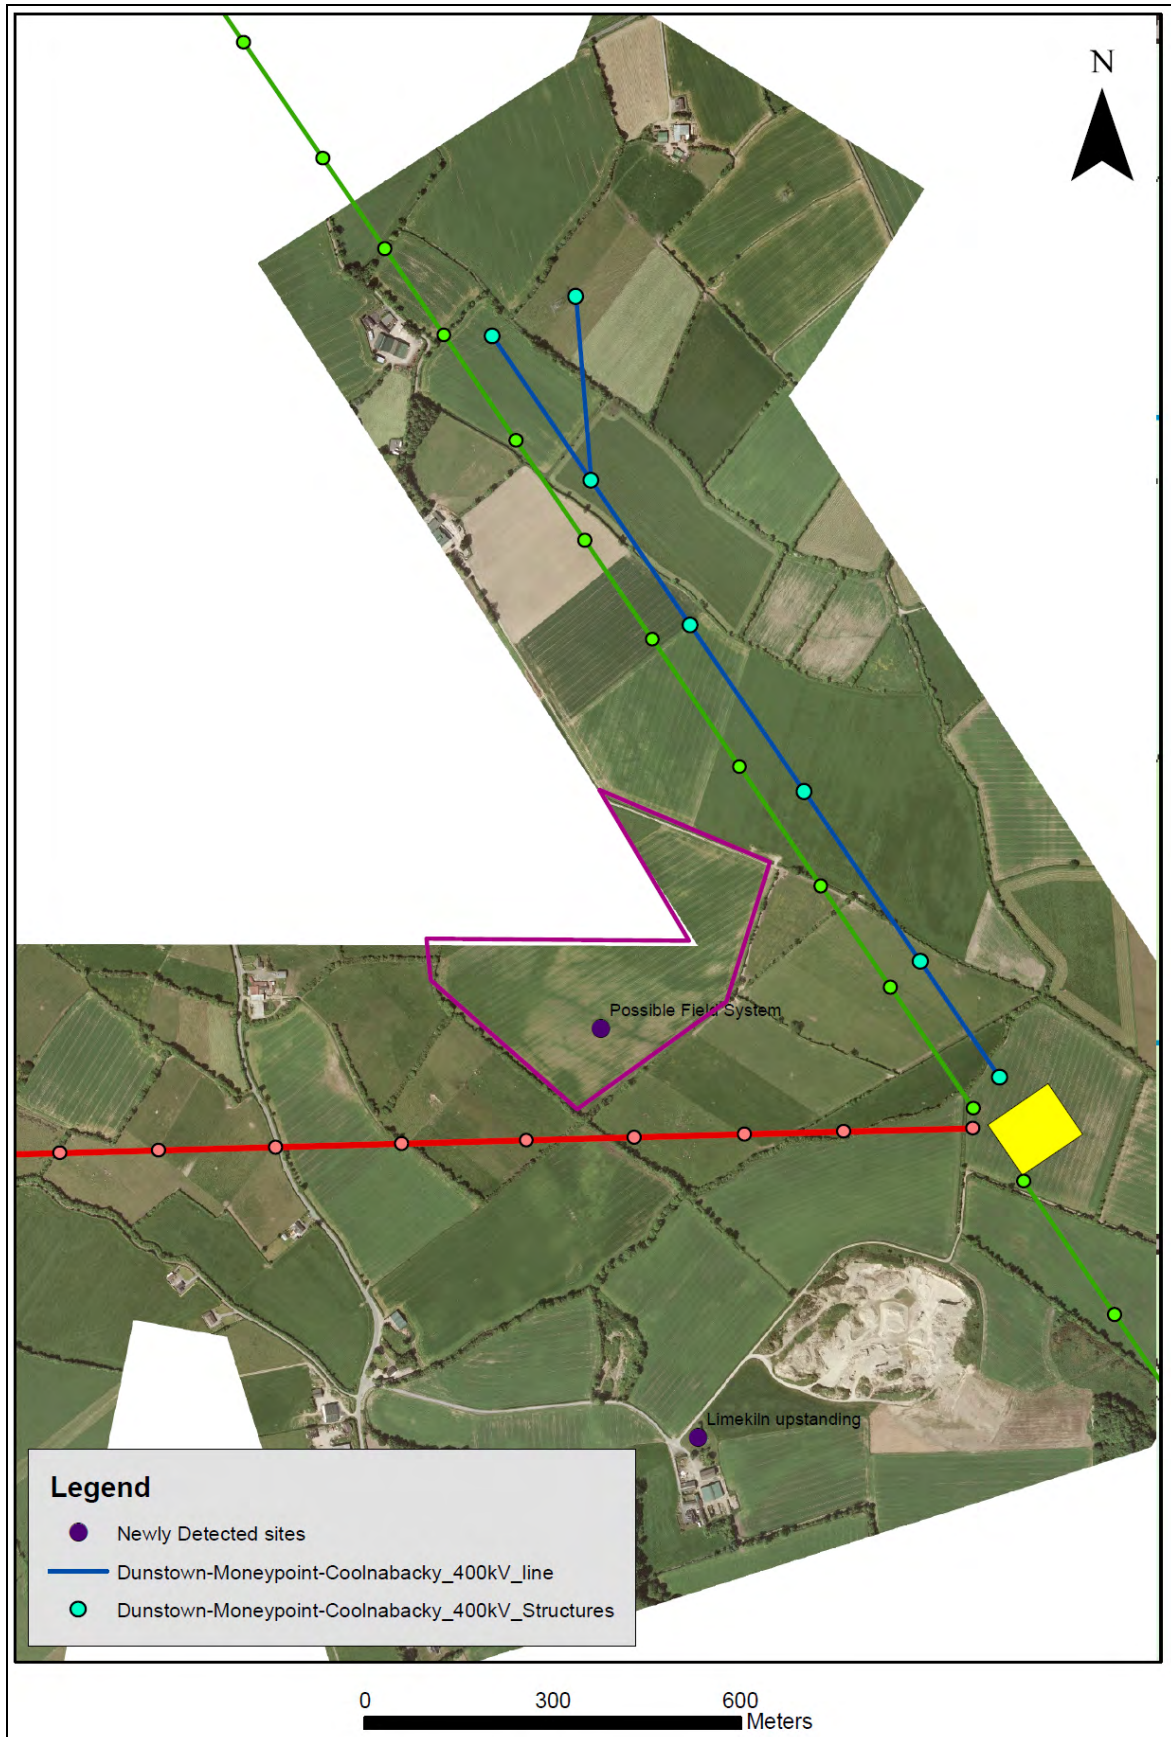 N
Possible Field System
Limekiln upstanding
Legend
Newly Detected sites
Dunstown-Moneypoint-Coolnabacky_400kV_line
Dunstown-Moneypoint-Coolnabacky_400kV_Structures
0 300 600
Meters